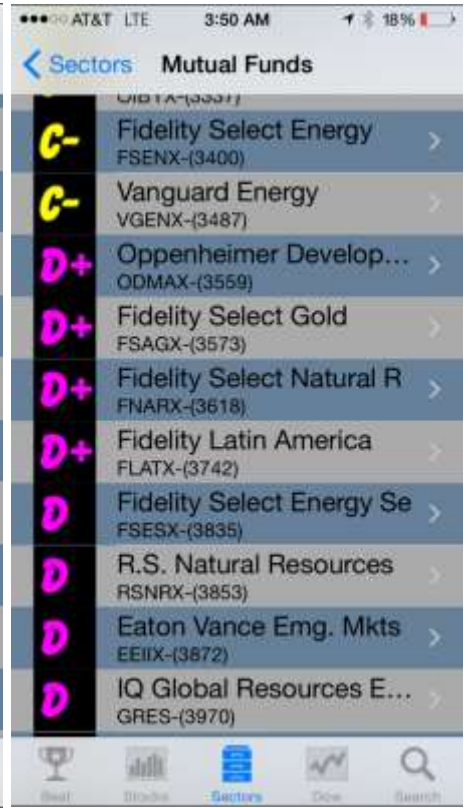 AT&T LTE 3:50 AM 18%
Sectors Mutual Funds
Fidelity Select Energy
C-
FSENX-(3400)
Vanguard Energy
C-
VGENX-(3487)
Oppenheimer Develop...
D+
ODMAX-(3559)
Fidelity Select Gold
D+
FSAGX-(3573)
Fidelity Select Natural R
D+
FNARX-(3618)
Fidelity Latin America
D+
FLATX-(3742)
Fidelity Select Energy Se
D
FSESX-(3835)
R.S. Natural Resources
D
RSNRX-(3853)
Eaton Vance Emg. Mkts
D
EEIIX-(3872)
IQ Global Resources E...
D
GRES-(3970)
Best Stocks Sectors Dow Search